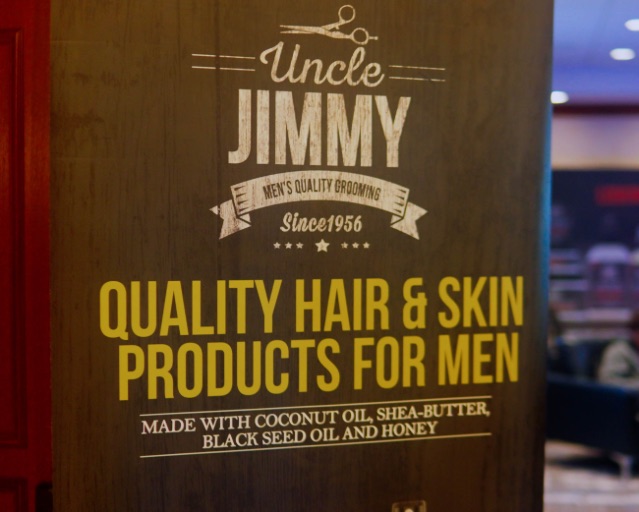 Uncle
JIMMY
MEN'S QUALITY GROOMING
Since1956
QUALITY HAIR & SKIN
PRODUCTS FOR MEN
MADE WITH COCONUT OIL, SHEA-BUTTER,
BLACK SEED OIL AND HONEY